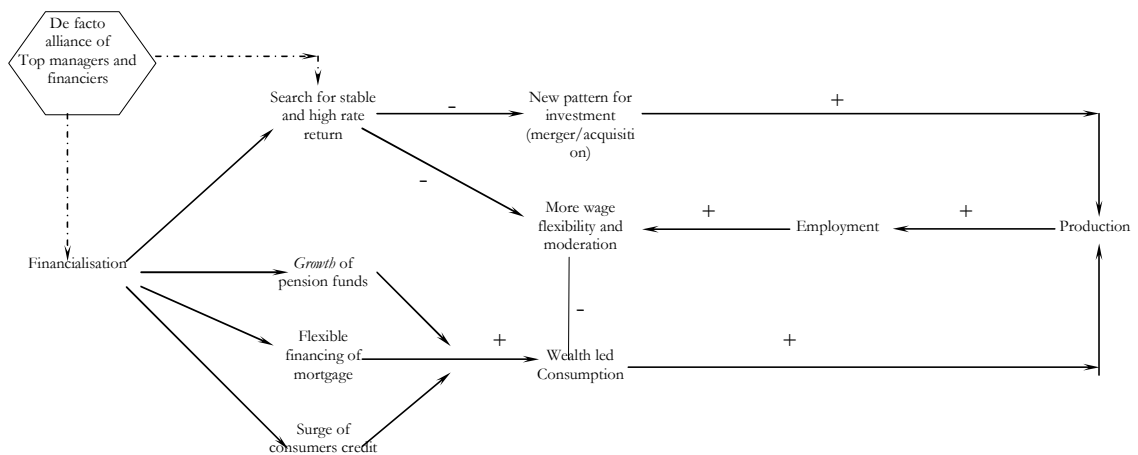 De facto
alliance of
Top managers and
financiers
Search for stable
and high rate
return
-
New pattern for
investment
(merger/acquisiti
on)
+
-
More wage
flexibility and
moderation
+
Employment
+
Production
Financialisation
Growth of
pension funds
-
Flexible
financing of
mortgage
+
Wealth led
Consumption
+
Surge of
consumers credit